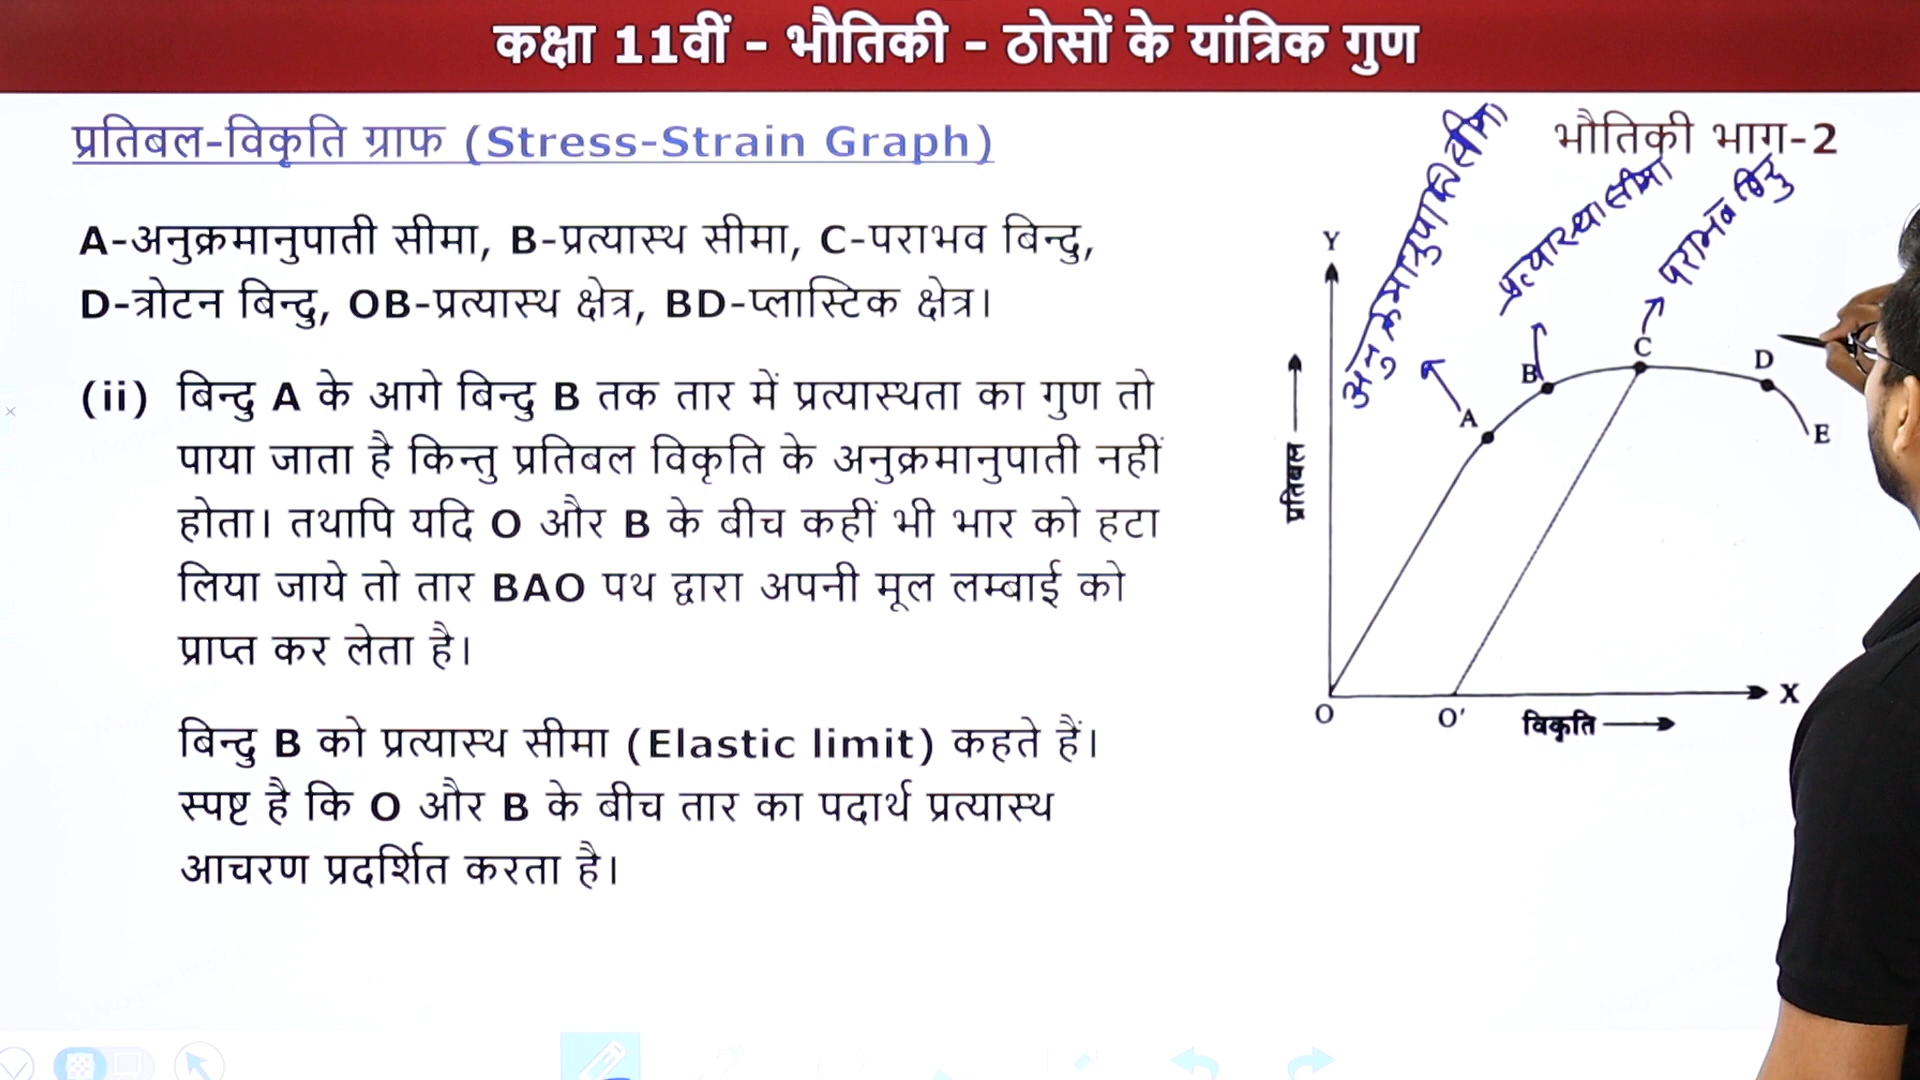 कक्षा 11वीं - भौतिकी - ठोसों के यांत्रिक गुण
प्रतिबल-विकृति ग्राफ (Stress-Strain Graph)
भौतिकी भाग-2
A-अनुक्रमानुपाती सीमा, B-प्रत्यास्थ सीमा, C-पराभव बिन्दु,
D-त्रोटन बिन्दु, OB-प्रत्यास्थ क्षेत्र, BD-प्लास्टिक क्षेत्र।
(ii) बिन्दु A के आगे बिन्दु B तक तार में प्रत्यास्थता का गुण तो
पाया जाता है किन्तु प्रतिबल विकृति के अनुक्रमानुपाती नहीं
होता। तथापि यदि O और B के बीच कहीं भी भार को हटा
लिया जाये तो तार BAO पथ द्वारा अपनी मूल लम्बाई को
प्राप्त कर लेता है।
बिन्दु B को प्रत्यास्थ सीमा (Elastic limit) कहते हैं।
स्पष्ट है कि O और B के बीच तार का पदार्थ प्रत्यास्थ
आचरण प्रदर्शित करता है।
अनुक्रमानुपाती सीमा
प्रत्यास्था सीमा
पराभव बिंदु
Y
प्रतिबल
A
B
C
D
E
O
O'
विकृति
X